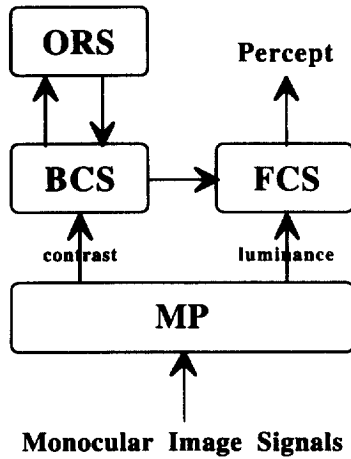 ORS
Percept
BCS
FCS
contrast
luminance
MP
Monocular Image Signals